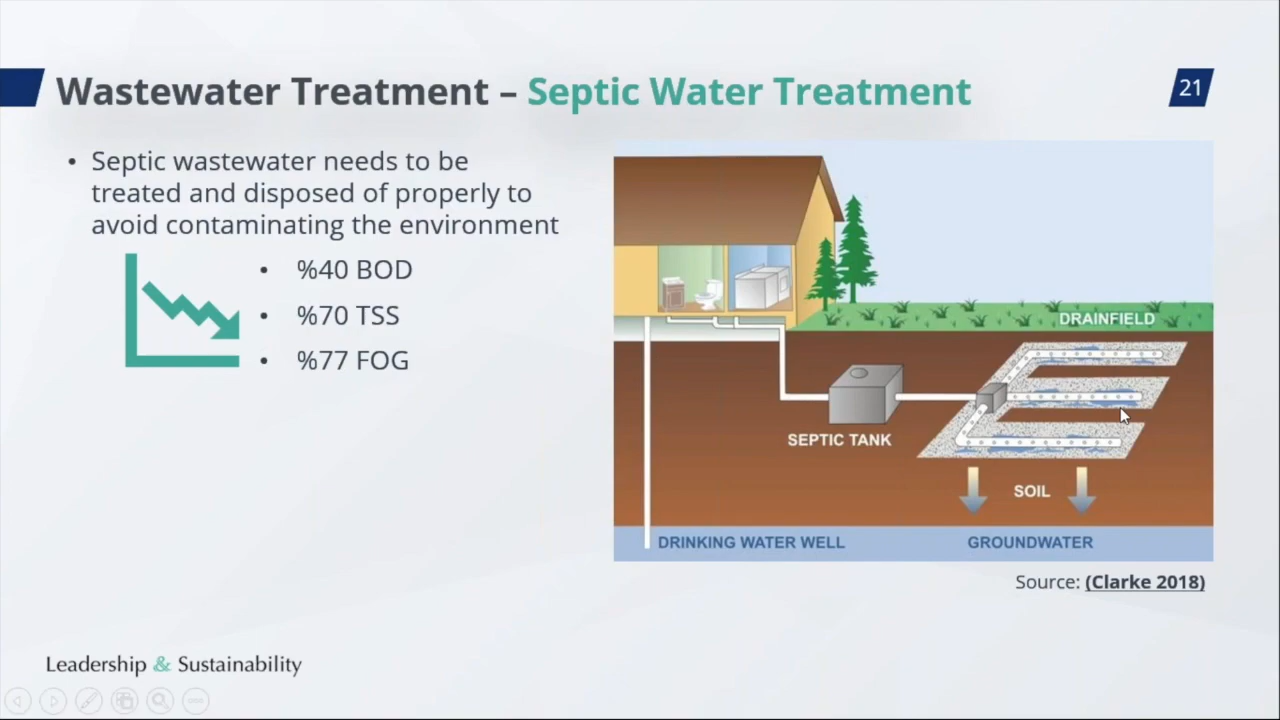 Wastewater Treatment – Septic Water Treatment
21
• Septic wastewater needs to be
treated and disposed of properly to
avoid contaminating the environment
• %40 BOD
• %70 TSS
• %77 FOG
DRAINFIELD
SEPTIC TANK
SOIL
DRINKING WATER WELL
GROUNDWATER
Source: (Clarke 2018)
Leadership & Sustainability